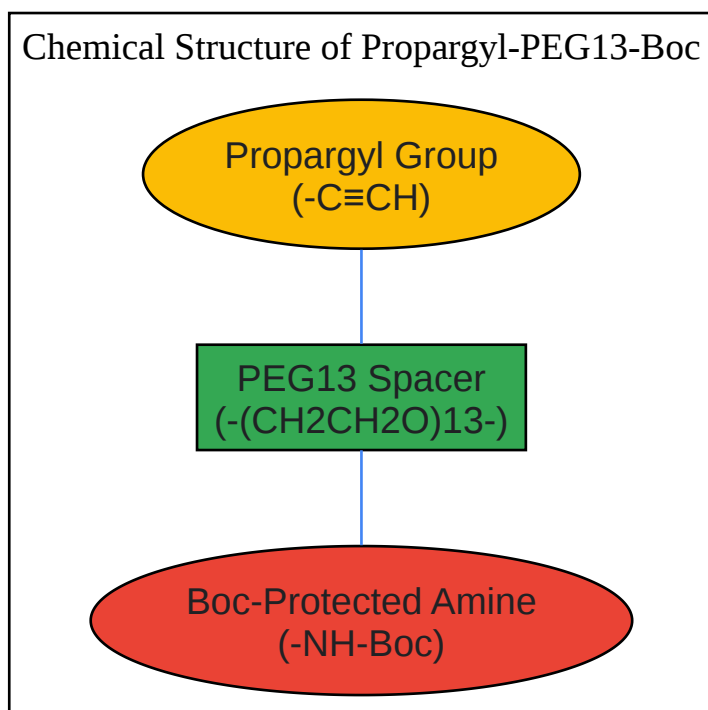 Chemical Structure of Propargyl-PEG13-Boc
Propargyl Group
(-C≡CH)
PEG13 Spacer
(-(CH2CH2O)13-)
Boc-Protected Amine
(-NH-Boc)